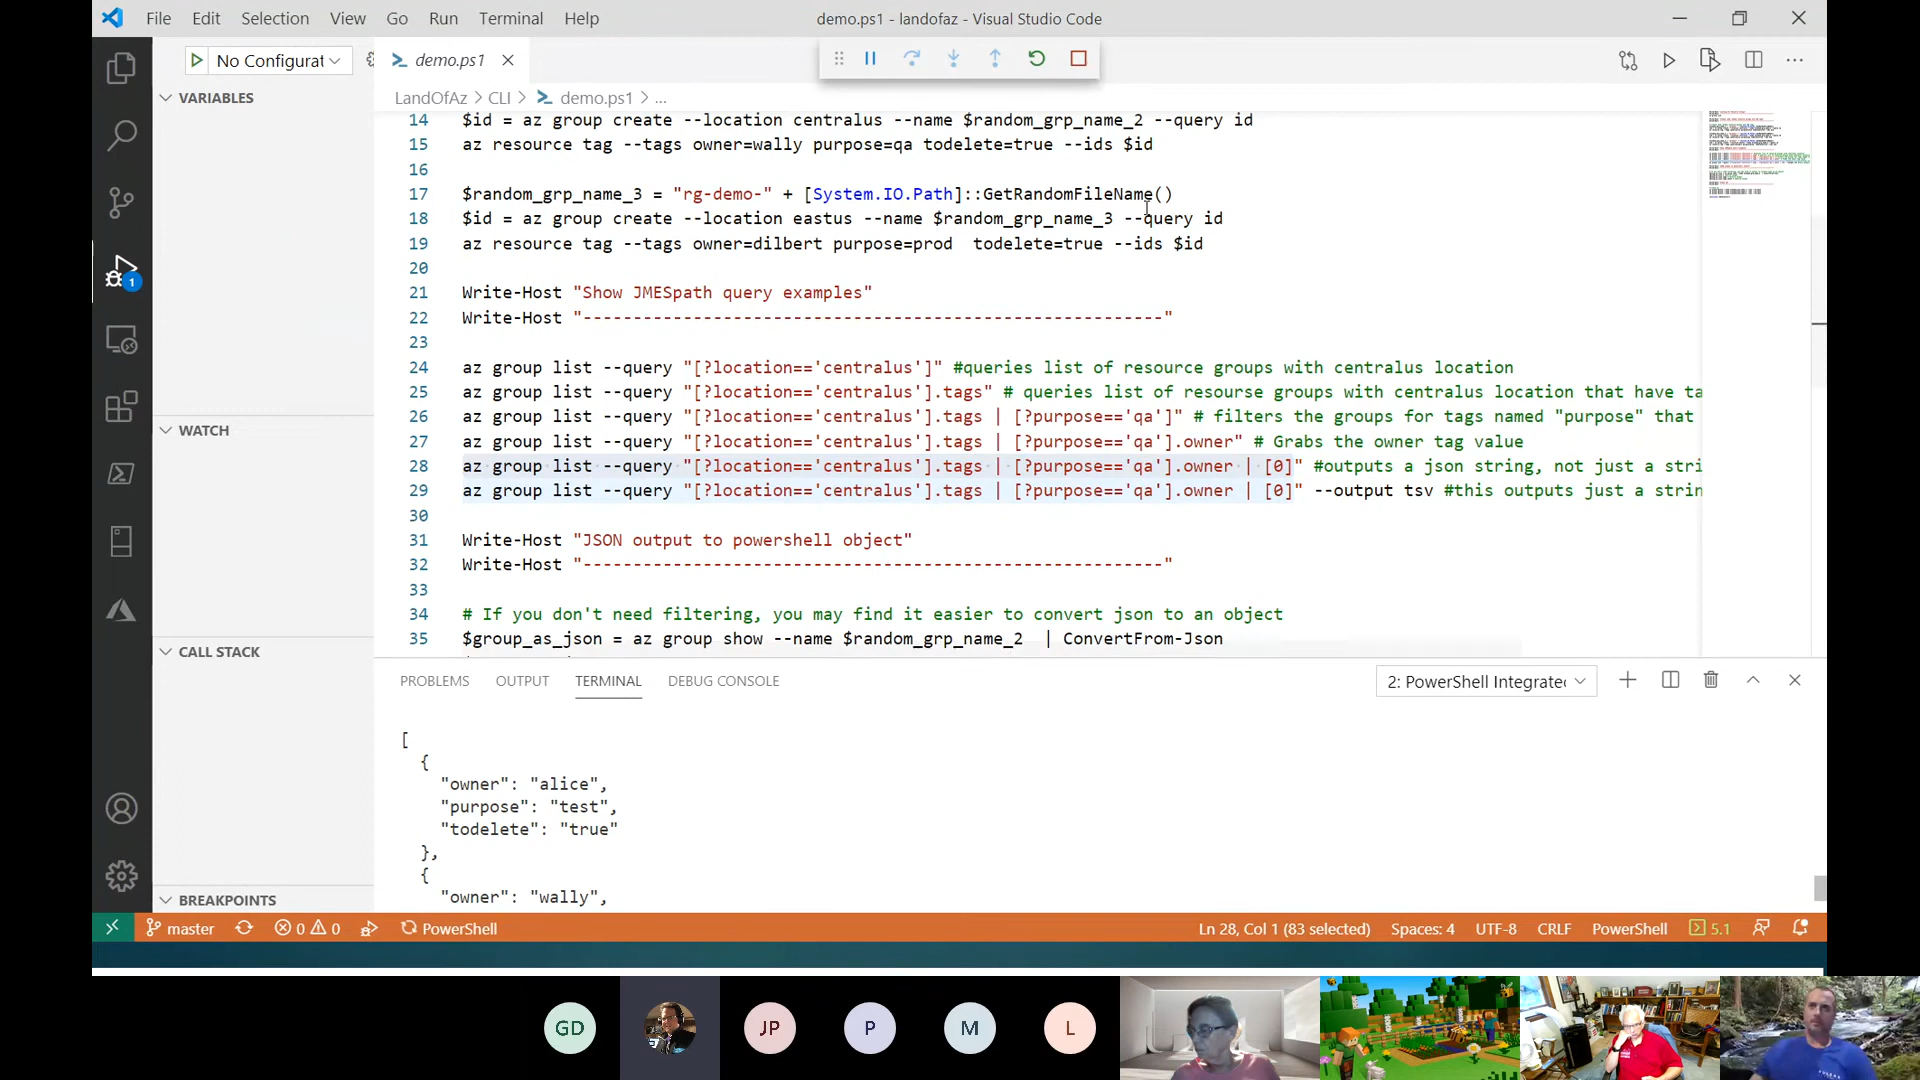 File Edit Selection View Go Run Terminal Help
demo.ps1 - landofaz - Visual Studio Code
No Configurat
demo.ps1
VARIABLES
LandOfAz > CLI > demo.ps1 > ...
14 $id = az group create --location centralus --name $random_grp_name_2 --query id
15 az resource tag --tags owner=wally purpose=qa todelete=true --ids $id
16
17 $random_grp_name_3 = "rg-demo-" + [System.IO.Path]::GetRandomFileName()
18 $id = az group create --location eastus --name $random_grp_name_3 --query id
19 az resource tag --tags owner=dilbert purpose=prod  todelete=true --ids $id
20
21 Write-Host "Show JMESpath query examples"
22 Write-Host "----------------------------------------------------------"
23
24 az group list --query "[?location=='centralus']" #queries list of resource groups with centralus location
25 az group list --query "[?location=='centralus'].tags" # queries list of resourse groups with centralus location that have ta
26 az group list --query "[?location=='centralus'].tags | [?purpose=='qa']" # filters the groups for tags named "purpose" that
27 az group list --query "[?location=='centralus'].tags | [?purpose=='qa'].owner" # Grabs the owner tag value
28 az group list --query "[?location=='centralus'].tags | [?purpose=='qa'].owner | [0]" #outputs a json string, not just a stri
29 az group list --query "[?location=='centralus'].tags | [?purpose=='qa'].owner | [0]" --output tsv #this outputs just a strin
30
31 Write-Host "JSON output to powershell object"
32 Write-Host "----------------------------------------------------------"
33
34 # If you don't need filtering, you may find it easier to convert json to an object
35 $group_as_json = az group show --name $random_grp_name_2  | ConvertFrom-Json
WATCH
CALL STACK
BREAKPOINTS
1
PROBLEMS OUTPUT TERMINAL DEBUG CONSOLE
2: PowerShell Integrated
[
{
"owner": "alice",
"purpose": "test",
"todelete": "true"
},
{
"owner": "wally",
master 0 0 PowerShell Ln 28, Col 1 (83 selected) Spaces: 4 UTF-8 CRLF PowerShell 5.1
GD JP P M L